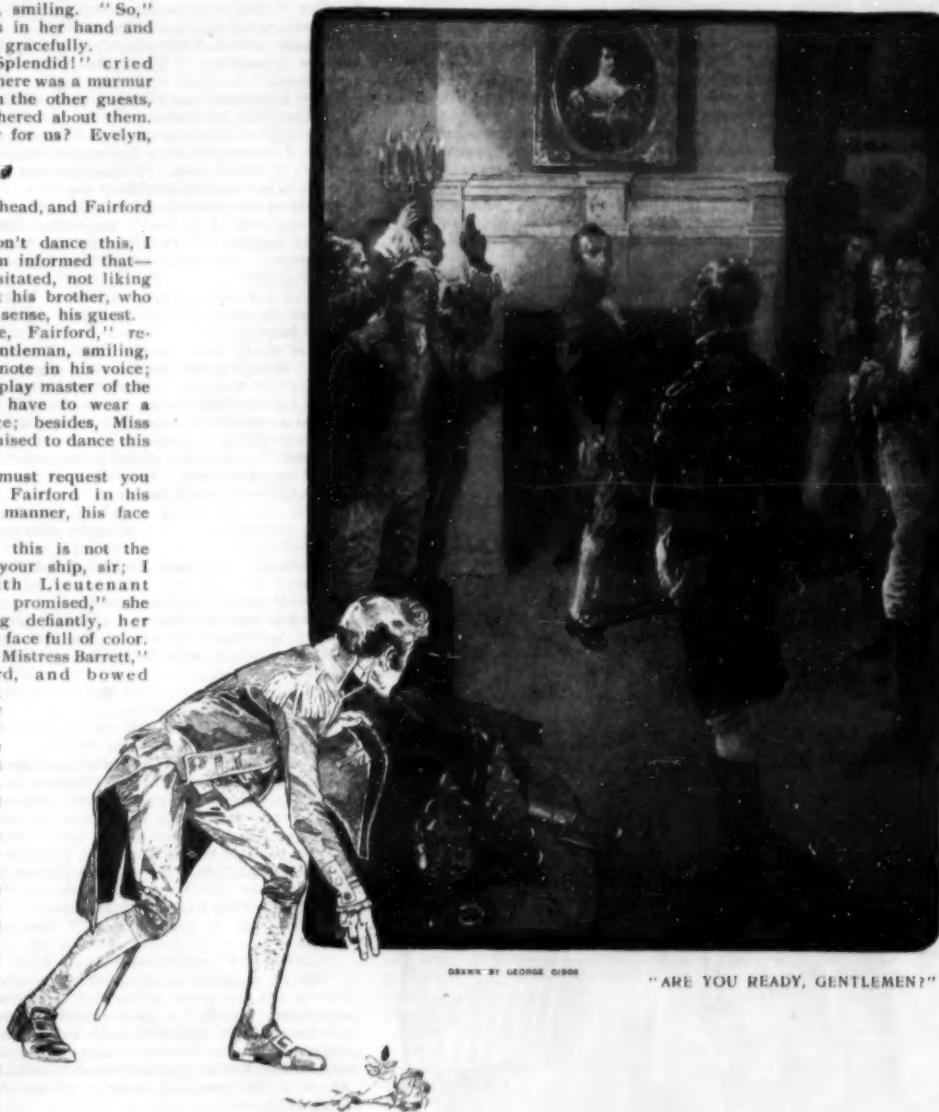 , smiling. "So,"
s in her hand and
gracefully.
Splendid!" cried
here was a murmur
n the other guests,
hered about them.
for us? Evelyn,
head, and Fairford
on't dance this, I
n informed that—
sitated, not liking
his brother, who
sense, his guest.
e, Fairford," re-
ntleman, smiling,
note in his voice;
play master of the
have to wear a
ce; besides, Miss
nised to dance this
must request you
Fairford in his
manner, his face
this is not the
your ship, sir; I
th Lieutenant
promised," she
g defiantly, her
face full of color.
Mistress Barrett,"
rd, and bowed
DRAWN BY GEORGE GIBBS
"ARE YOU READY, GENTLEMEN?"